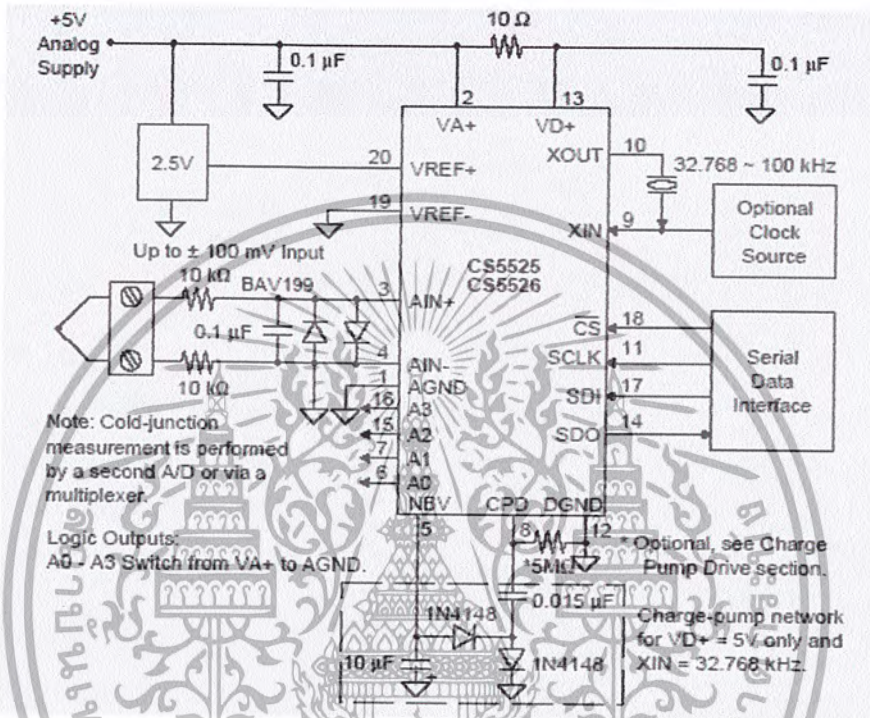 +5V
Analog
Supply
10 Ω
0.1 µF
0.1 µF
2
13
VA+
VD+
2.5V
20
VREF+
XOUT
10
32.768 ~ 100 kHz
19
VREF-
XIN
9
Optional
Clock
Source
Up to ± 100 mV Input
10 kΩ
BAV199
CS5525
CS5526
3
AIN+
0.1 µF
CS
18
4
AIN-
SCLK
11
Serial
Data
Interface
10 kΩ
1
AGND
SDI
17
16
A3
SDO
14
15
A2
7
A1
6
A0
Note: Cold-junction
measurement is performed
by a second A/D or via a
multiplexer.
NBV
CPD
DGND
5
8
12
Logic Outputs:
A0 - A3 Switch from VA+ to AGND.
*5MΩ
* Optional, see Charge
Pump Drive section.
0.015 µF
1N4148
Charge-pump network
for VD+ = 5V only and
XIN = 32.768 kHz.
10 µF
+
1N4148